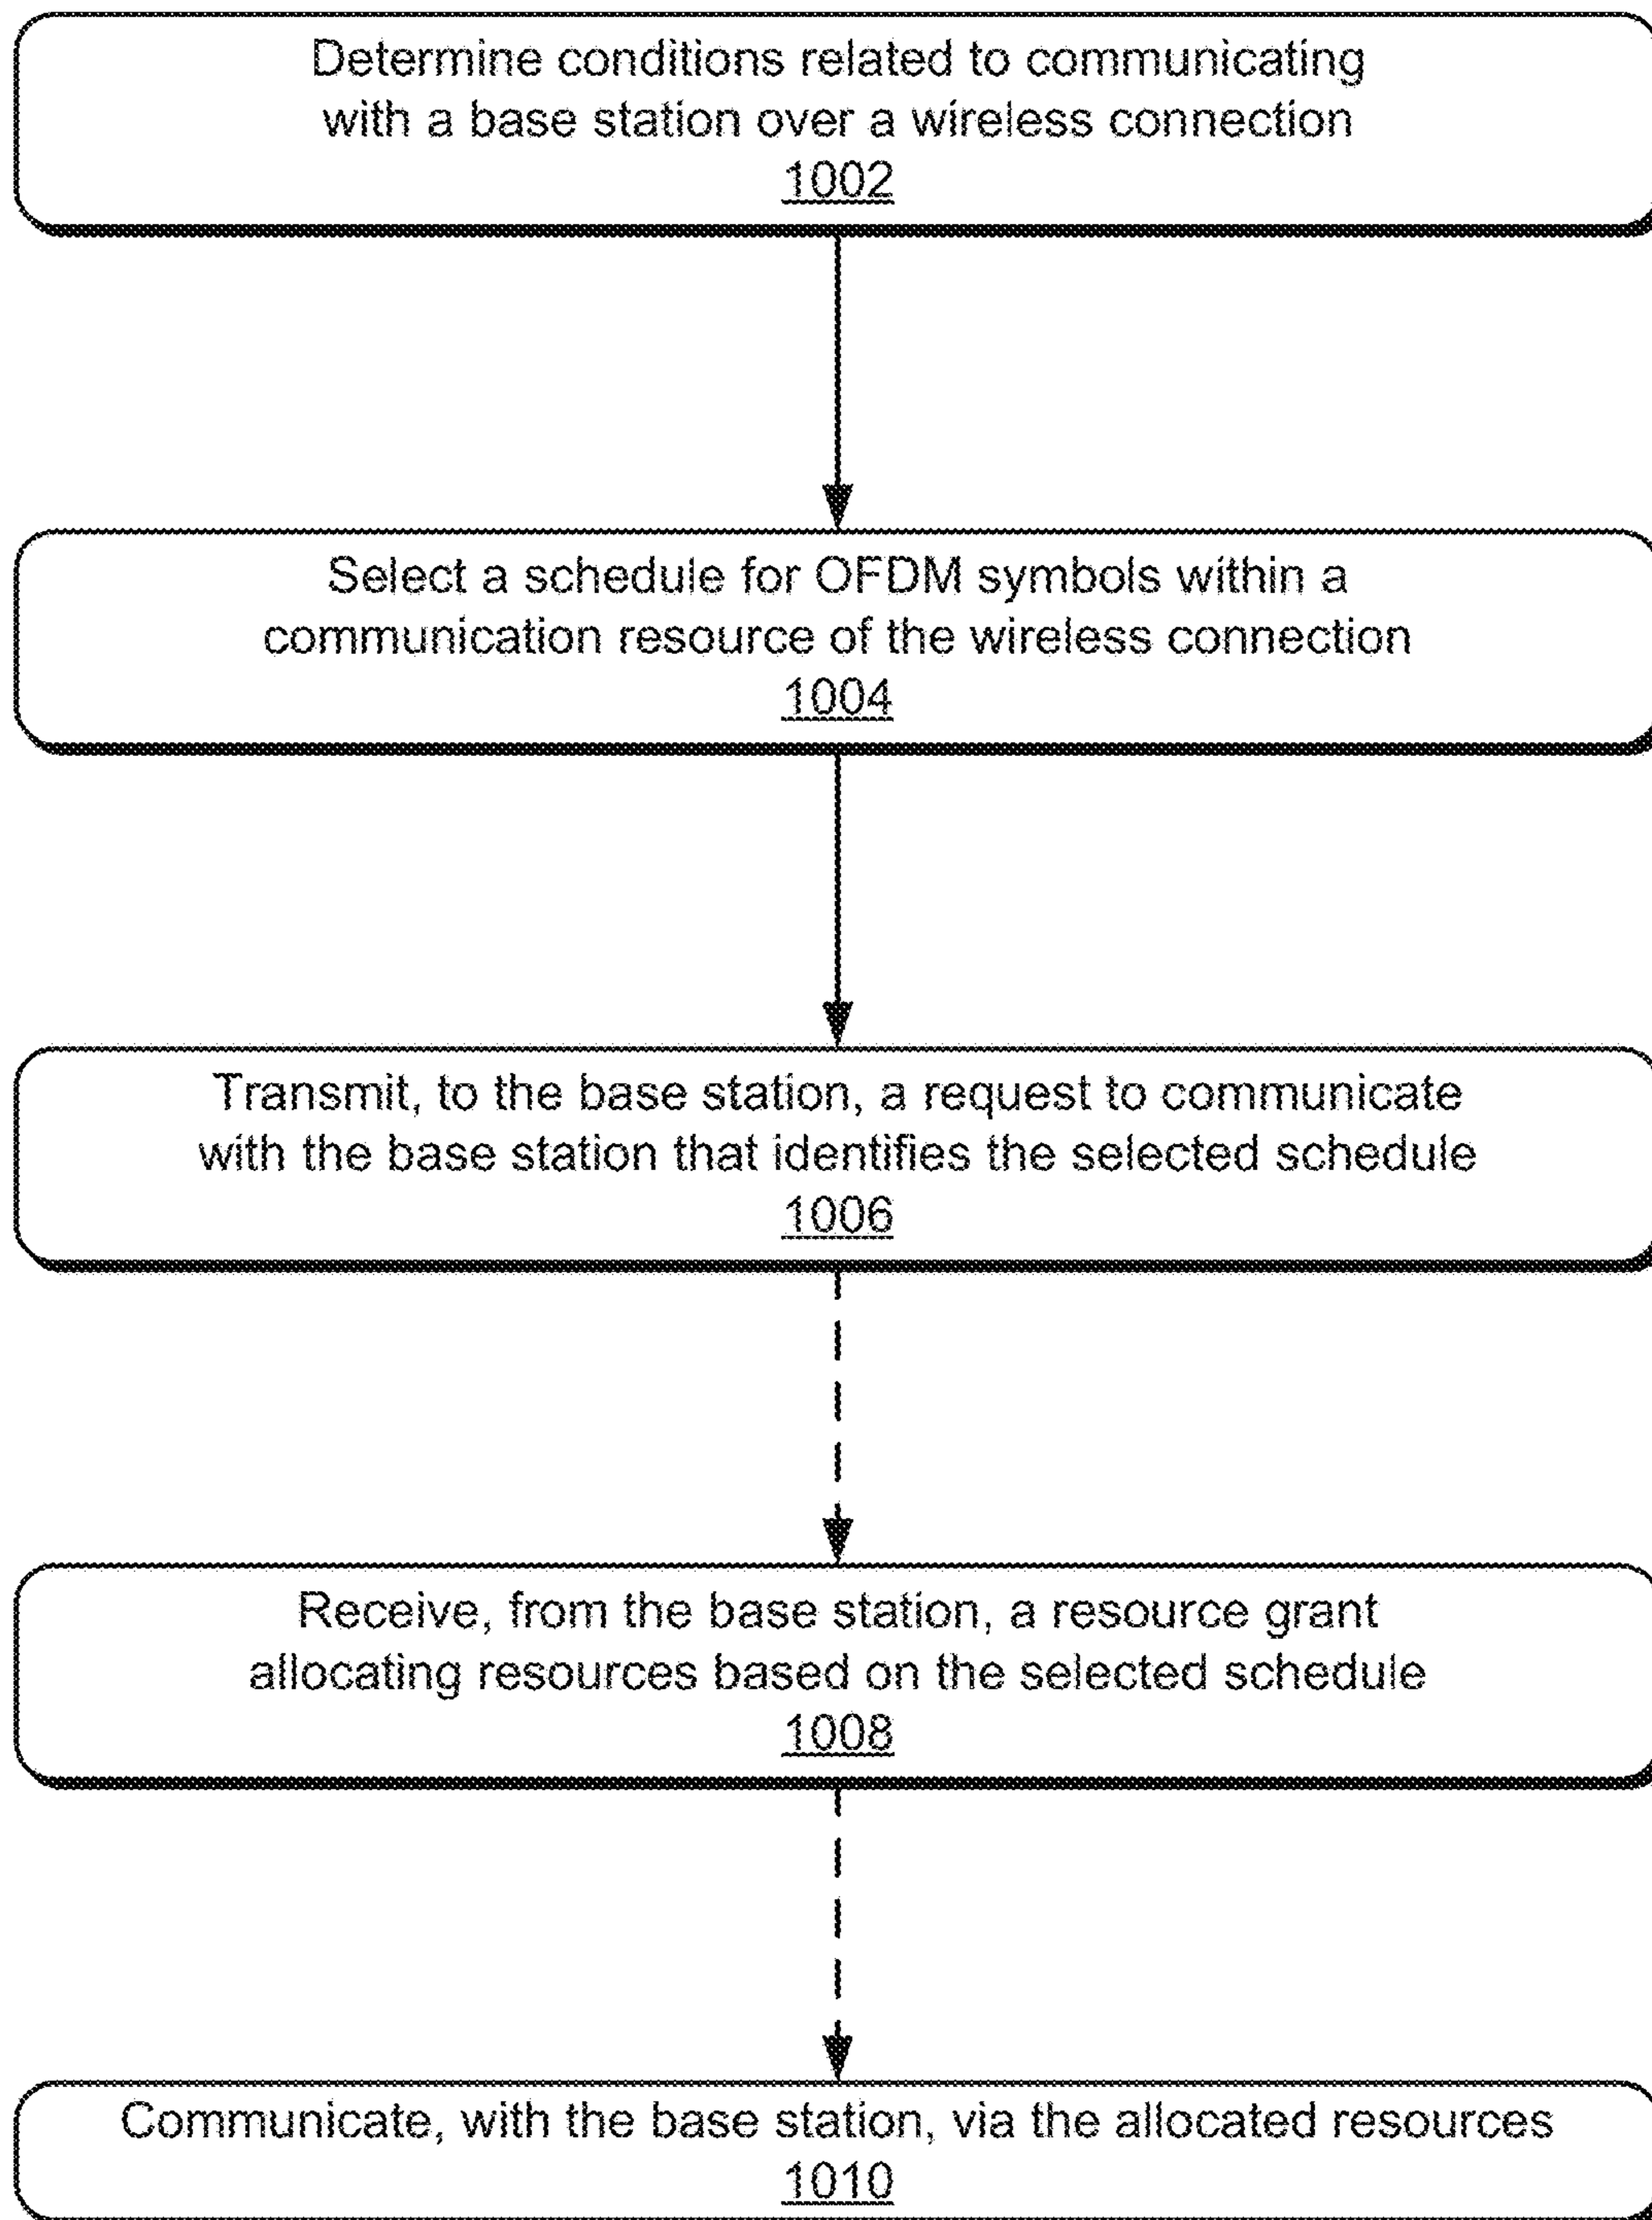 Determine conditions related to communicating
with a base station over a wireless connection
1002
Select a schedule for OFDM symbols within a
communication resource of the wireless connection
1004
Transmit, to the base station, a request to communicate
with the base station that identifies the selected schedule
1006
Receive, from the base station, a resource grant
allocating resources based on the selected schedule
1008
Communicate, with the base station, via the allocated resources
1010